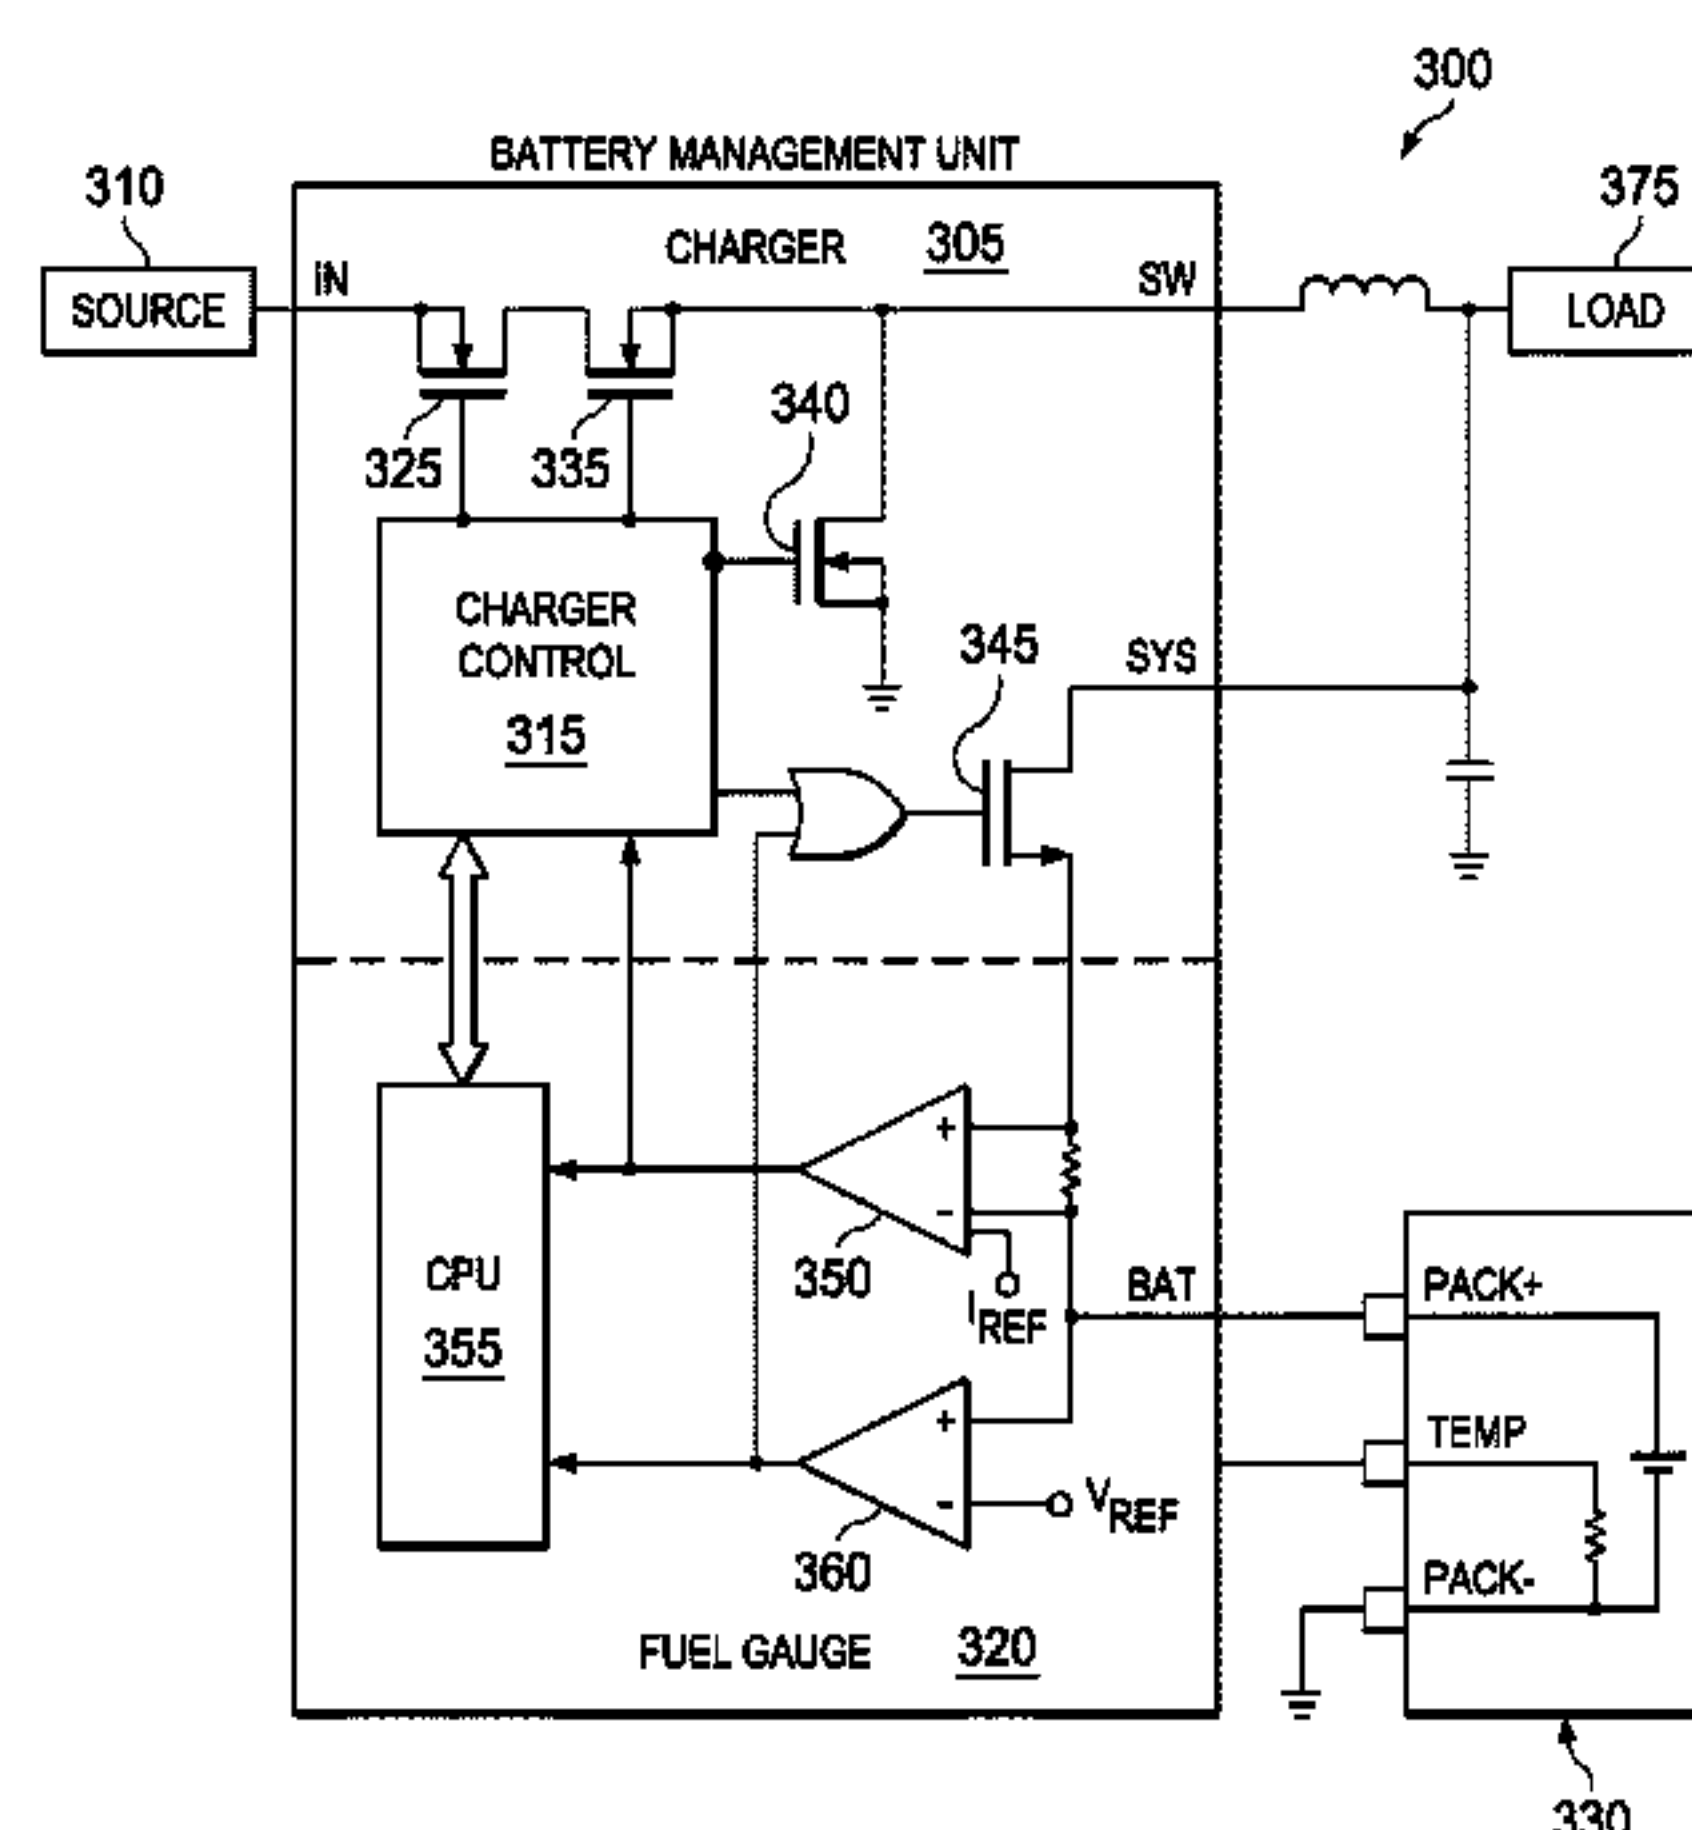 300
BATTERY MANAGEMENT UNIT
310
375
CHARGER 305
IN
SW
SOURCE
LOAD
340
325
335
CHARGER
CONTROL
315
345
SYS
+
-
350
IREF
CPU
355
BAT
PACK+
+
TEMP
-
VREF
360
PACK-
FUEL GAUGE 320
330